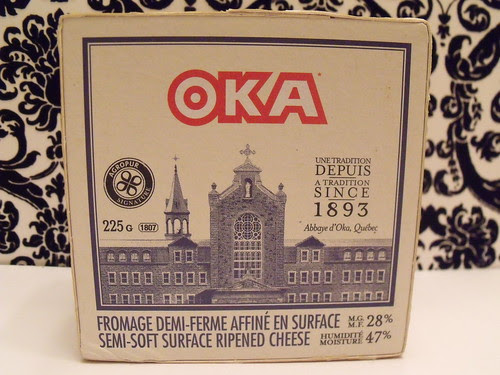 OKA
AGROPUR
SIGNATURE
UNE TRADITION
DEPUIS
A TRADITION
SINCE
1893
Abbaye d'Oka, Québec
225 G 1807
FROMAGE DEMI-FERME AFFINÉ EN SURFACE M.G. M.F. 28%
SEMI-SOFT SURFACE RIPENED CHEESE HUMIDITÉ MOISTURE 47%